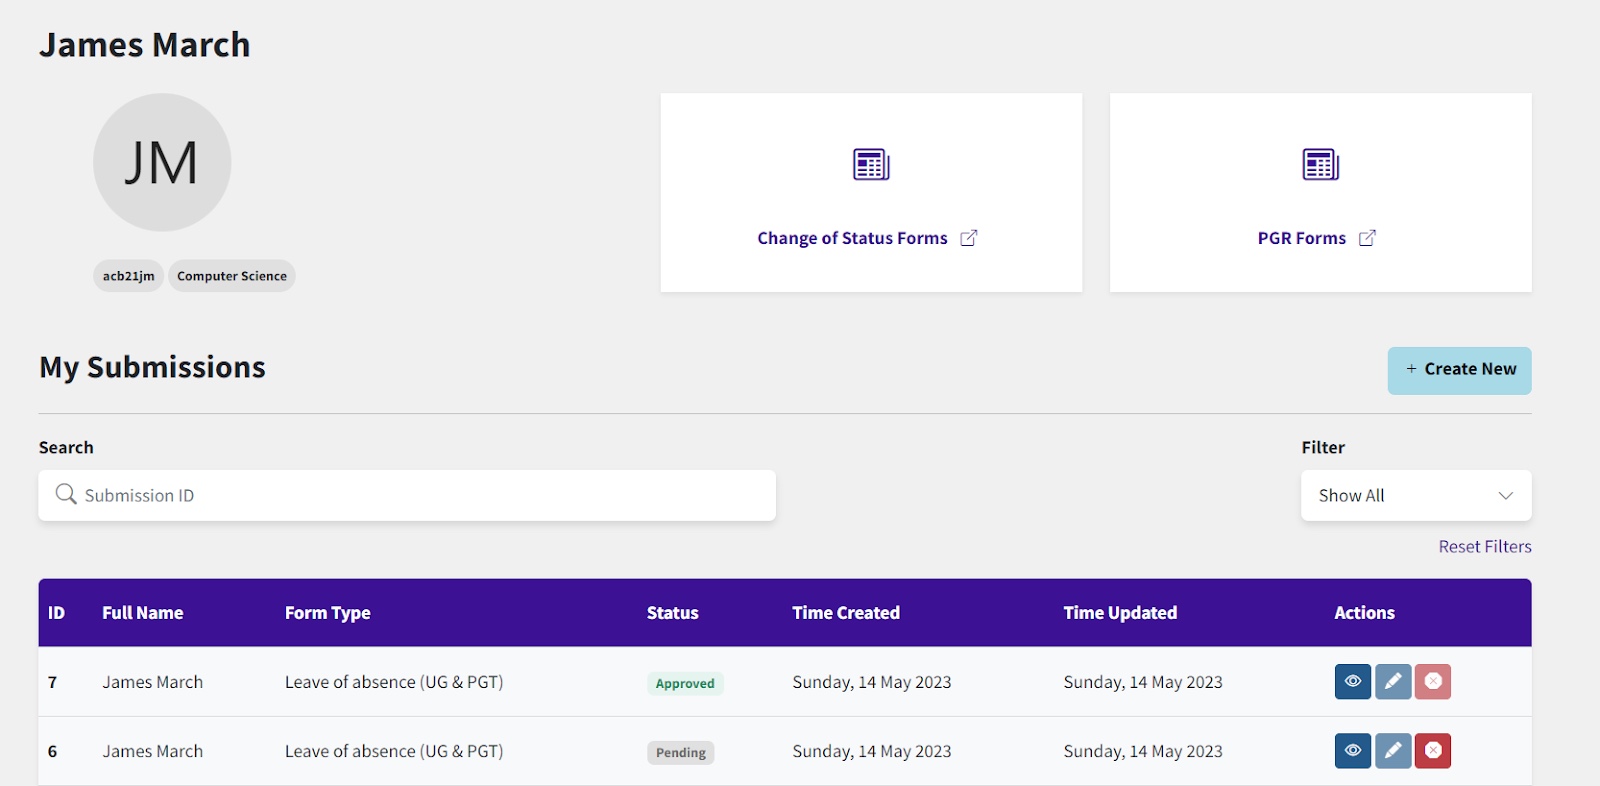 James March
JM
acb21jm Computer Science
Change of Status Forms
PGR Forms
My Submissions
+ Create New
Search
Submission ID
Filter
Show All
Reset Filters
ID Full Name Form Type Status Time Created Time Updated Actions
7 James March Leave of absence (UG & PGT) Approved Sunday, 14 May 2023 Sunday, 14 May 2023
6 James March Leave of absence (UG & PGT) Pending Sunday, 14 May 2023 Sunday, 14 May 2023